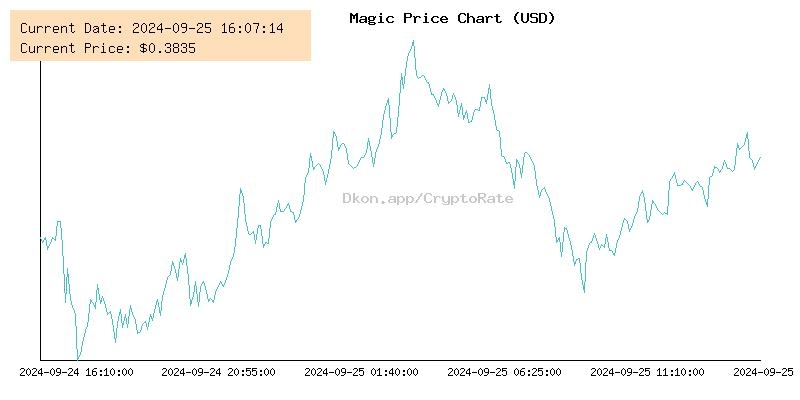 Magic Price Chart (USD)
Current Date: 2024-09-25 16:07:14
Current Price: $0.3835
Dkon.app/CryptoRate
2024-09-24 16:10:00 2024-09-24 20:55:00 2024-09-25 01:40:00 2024-09-25 06:25:00 2024-09-25 11:10:00 2024-09-25